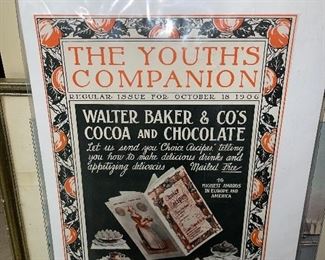 THE YOUTH'S
COMPANION
REGULAR ISSUE FOR OCTOBER 18 1906
WALTER BAKER & CO'S
COCOA AND CHOCOLATE
Let us send you "Choice Recipes," telling
you how to make delicious drinks and
appetizing delicacies Mailed Free
HIGHEST AWARDS
IN EUROPE AND
AMERICA